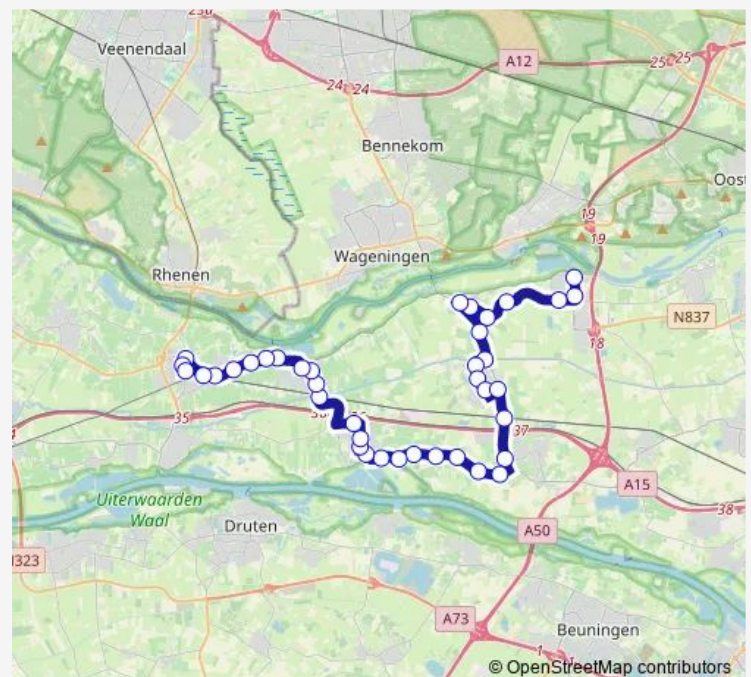 Veenendaal
A12
24 24
25 25
Bennekom
Oost
19
19
Wageningen
Rhenen
N837
18
35
37
A15
Uiterwaarden
Waal
38
Druten
A50
A73
Beuningen
1
© OpenStreetMap contributors